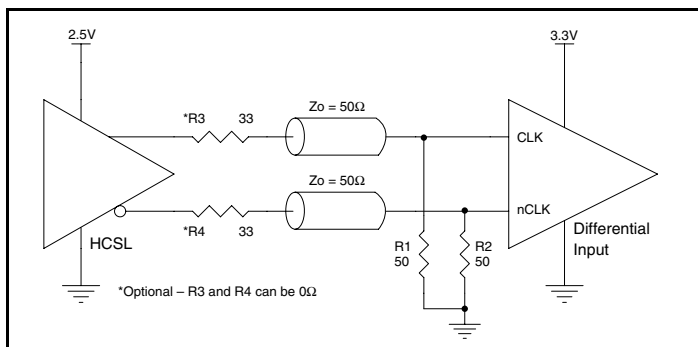 2.5V
3.3V
*R3 33
Zo = 50Ω
CLK
*R4 33
Zo = 50Ω
nCLK
HCSL
R1
50
R2
50
Differential
Input
*Optional – R3 and R4 can be 0Ω